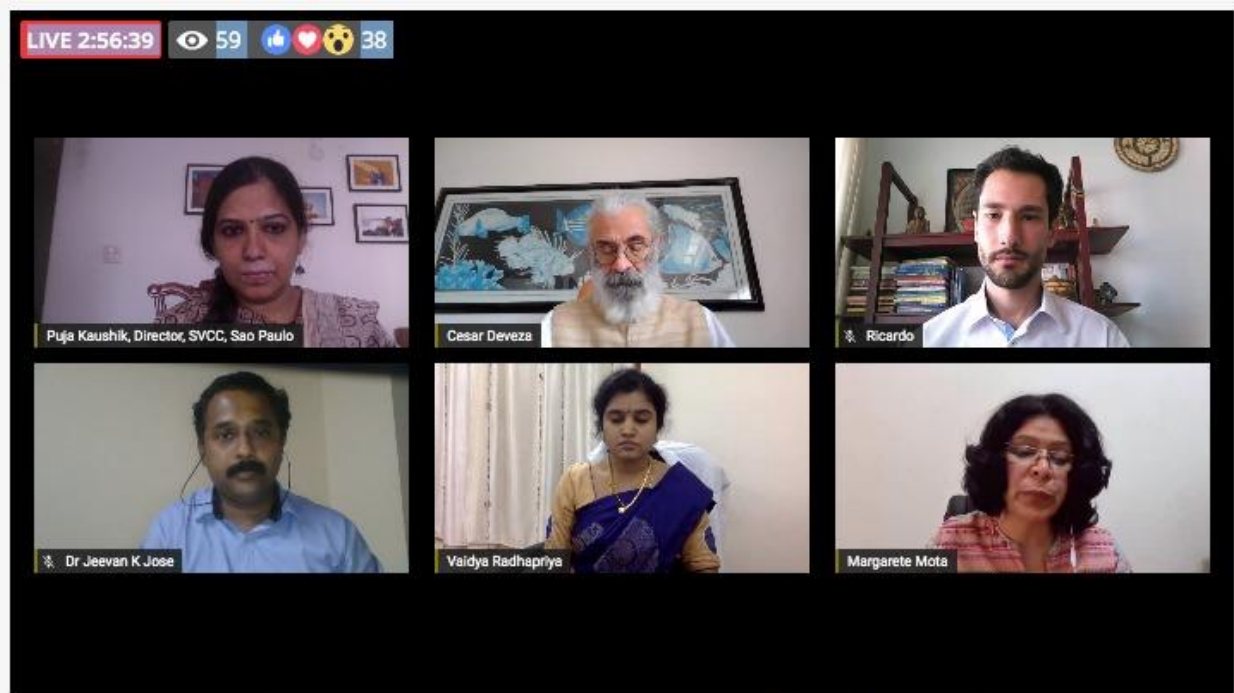 LIVE 2:56:39 59 38
Puja Kaushik, Director, SVCC, Sao Paulo
Cesar Deveza
Ricardo
Dr Jeevan K Jose
Vaidya Radhapriya
Margarete Mota